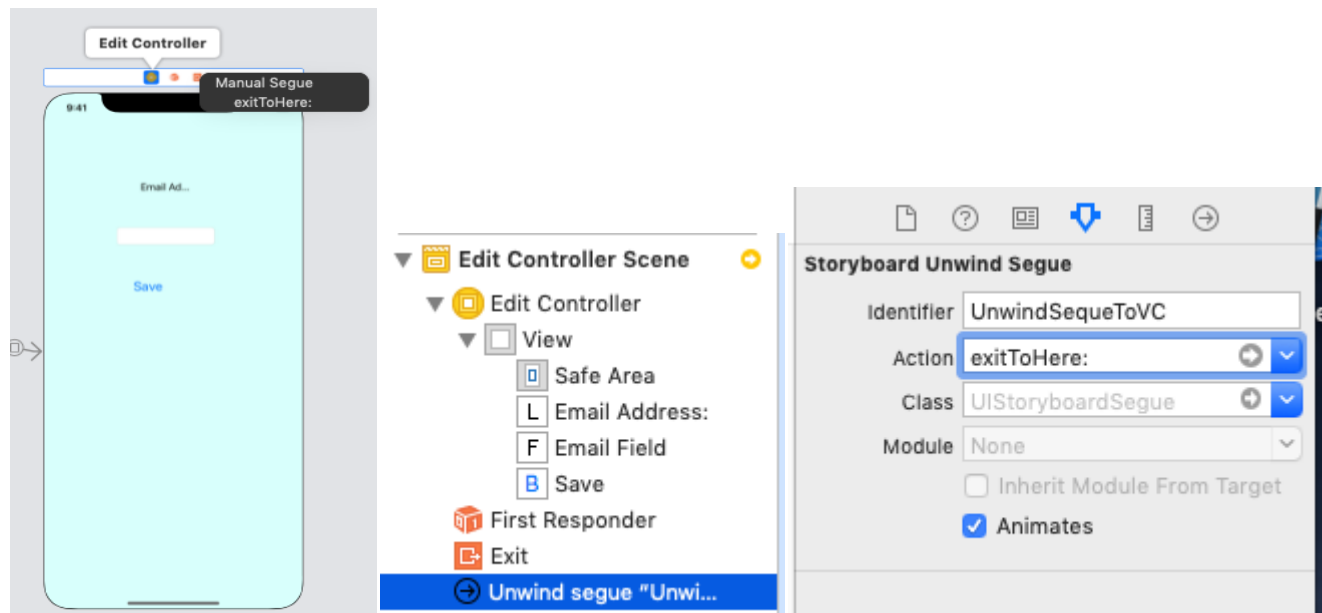 Edit Controller
Manual Segue
exitToHere:
9:41
Email Ad...
Save
Edit Controller Scene
Edit Controller
View
Safe Area
L Email Address:
F Email Field
B Save
First Responder
Exit
Unwind segue "Unwi...
Storyboard Unwind Segue
Identifier UnwindSequeToVC
Action exitToHere:
Class UIStoryboardSegue
Module None
Inherit Module From Target
Animates